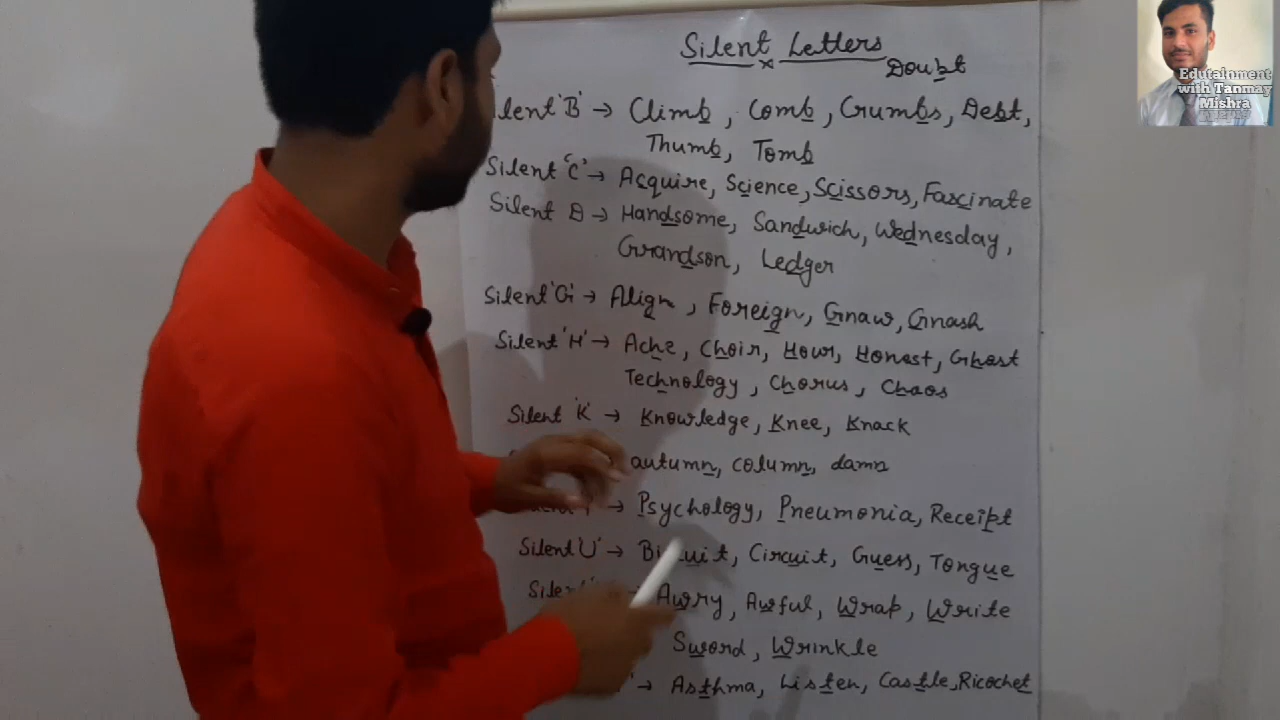 Silent Letters
Doubt
Silent 'B' → Climb, Comb, Crumbs, Debt,
Thumb, Tomb
Silent 'C' → Acquire, Science, Scissors, Fascinate
Silent D → Handsome, Sandwich, Wednesday,
Grandson, Ledger
Silent 'G' → Align, Foreign, Gnaw, Gnash
Silent 'H' → Ache, Choir, Hour, Honest, Ghost
Technology, Chorus, Chaos
Silent 'K' → Knowledge, Knee, Knack
autumn, column, damn
→ Psychology, Pneumonia, Receipt
Silent 'U' → Biscuit, Circuit, Guess, Tongue
Awry, Awful, Wrap, Write
Sword, Wrinkle
→ Asthma, Listen, Castle, Ricochet
Edutainment
with Tanmay
Mishra